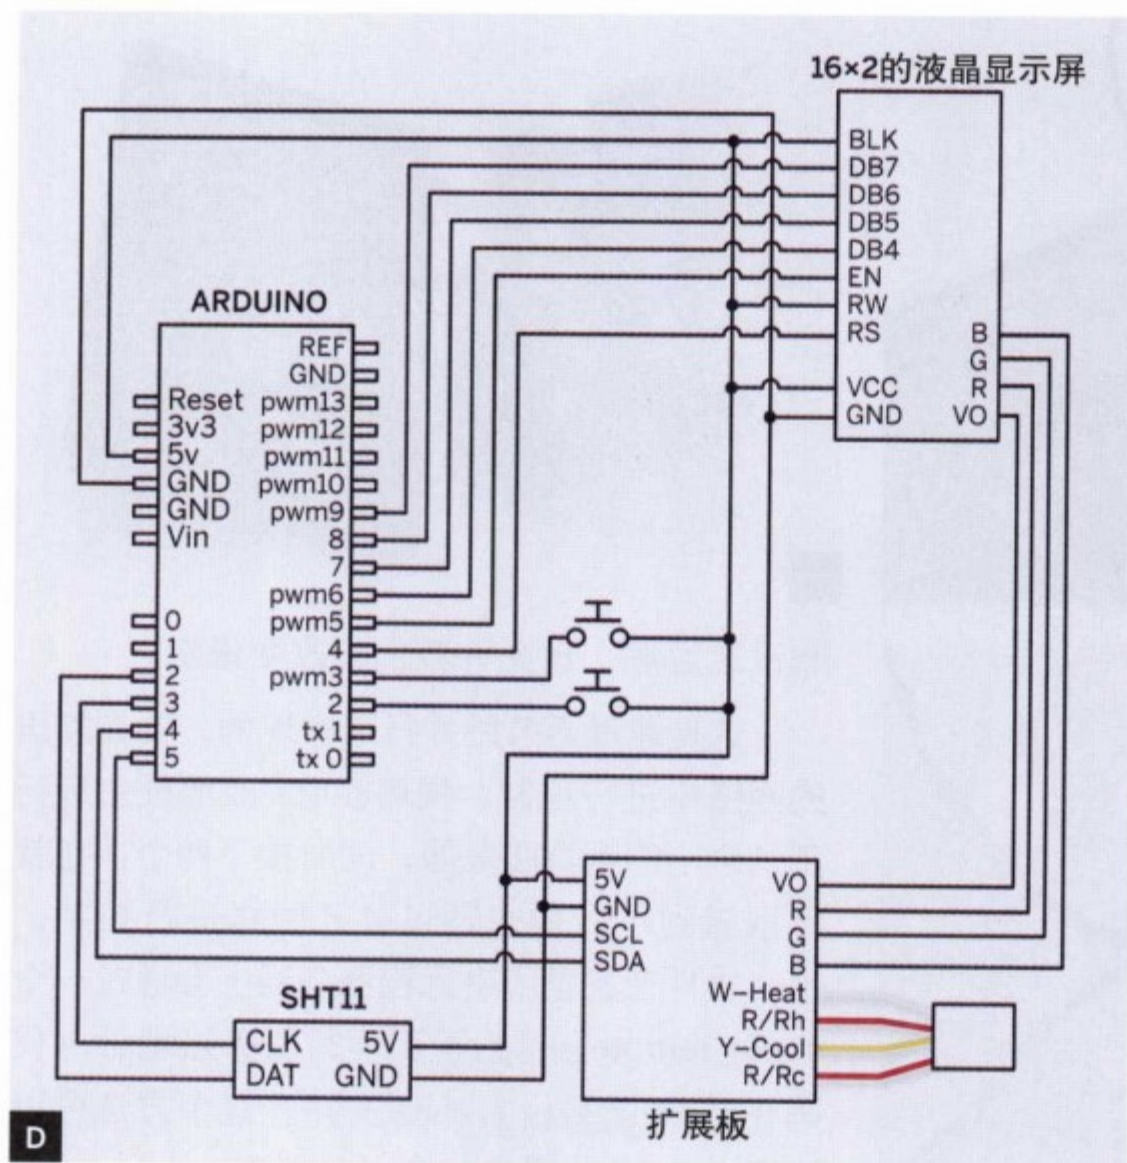 16×2的液晶显示屏
BLK
DB7
DB6
DB5
DB4
EN
RW
RS
VCC
GND
B
G
R
VO
ARDUINO
REF
GND
Reset
pwm13
3v3
pwm12
5v
pwm11
GND
pwm10
GND
pwm9
Vin
8
7
pwm6
0
pwm5
1
4
2
pwm3
3
2
4
tx 1
5
tx 0
5V
VO
GND
R
SCL
G
SDA
B
W-Heat
R/Rh
Y-Cool
R/Rc
扩展板
SHT11
CLK
5V
DAT
GND
D